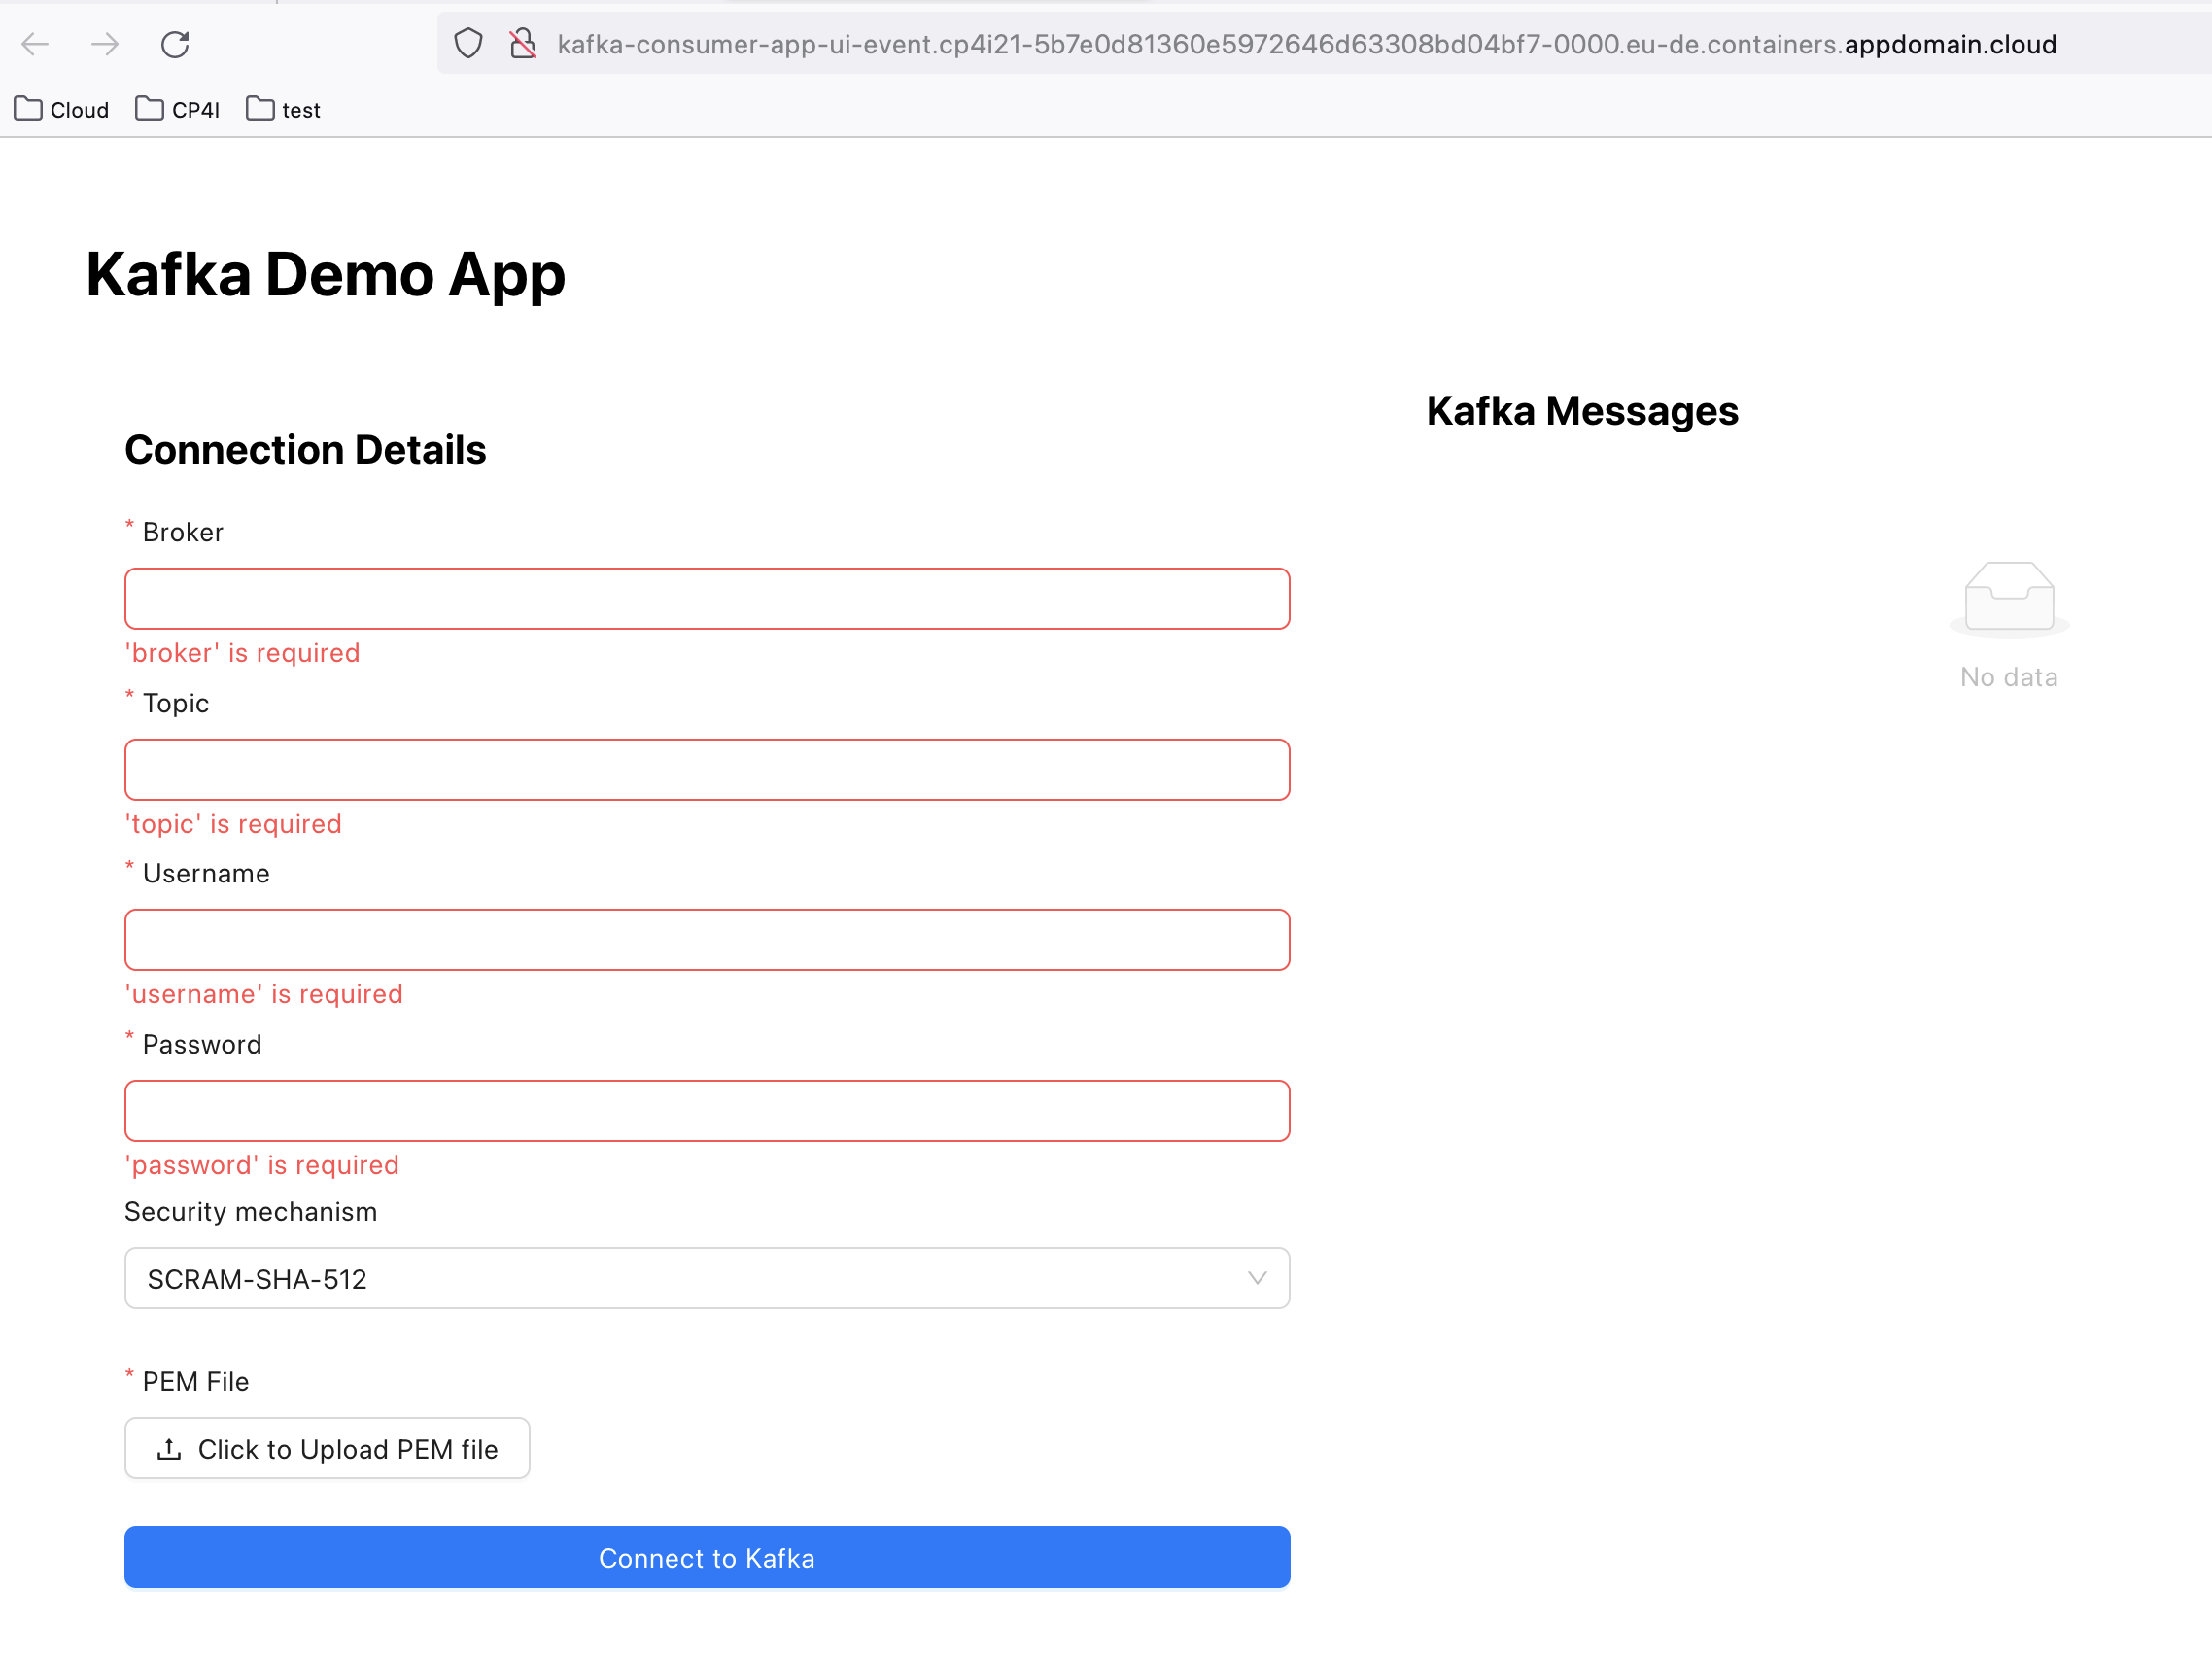 kafka-consumer-app-ui-event.cp4i21-5b7e0d81360e5972646d63308bd04bf7-0000.eu-de.containers.appdomain.cloud
Cloud CP4I test
Kafka Demo App
Connection Details
* Broker
'broker' is required
* Topic
'topic' is required
* Username
'username' is required
* Password
'password' is required
Security mechanism
SCRAM-SHA-512
* PEM File
Click to Upload PEM file
Connect to Kafka
Kafka Messages
No data